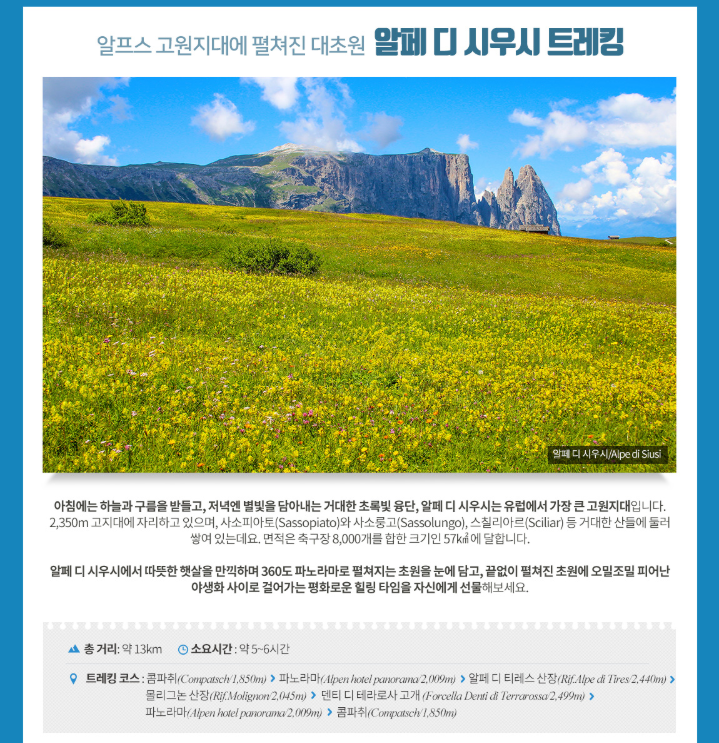 알프스 고원지대에 펼쳐진 대초원 알페 디 시우시 트레킹
알페 디 시우시/Alpe di Siusi
아침에는 하늘과 구름을 받들고, 저녁엔 별빛을 담아내는 거대한 초록빛 융단, 알페 디 시우시는 유럽에서 가장 큰 고원지대입니다.
2,350m 고지대에 자리하고 있으며, 사소피아토(Sassopiato)와 사소룽고(Sassolungo), 스칠리아르(Sciliar) 등 거대한 산들에 둘러
쌓여 있는데요. 면적은 축구장 8,000개를 합한 크기인 57㎢에 달합니다.
알페 디 시우시에서 따뜻한 햇살을 만끽하며 360도 파노라마로 펼쳐지는 초원을 눈에 담고, 끝없이 펼쳐진 초원에 오밀조밀 피어난
야생화 사이로 걸어가는 평화로운 힐링 타임을 자신에게 선물해보세요.
총 거리: 약 13km 소요시간 : 약 5~6시간
트레킹 코스 : 콤파취(Compatsch/1,850m) > 파노라마(Alpen hotel panorama/2,009m) > 알페 디 티레스 산장(Rif.Alpe di Tires/2,440m) >
몰리그논 산장(Rif.Molignon/2,045m) > 덴티 디 테라로사 고개 (Forcella Denti di Terrarossa/2,499m) >
파노라마(Alpen hotel panorama/2,009m) > 콤파취(Compatsch/1,850m)